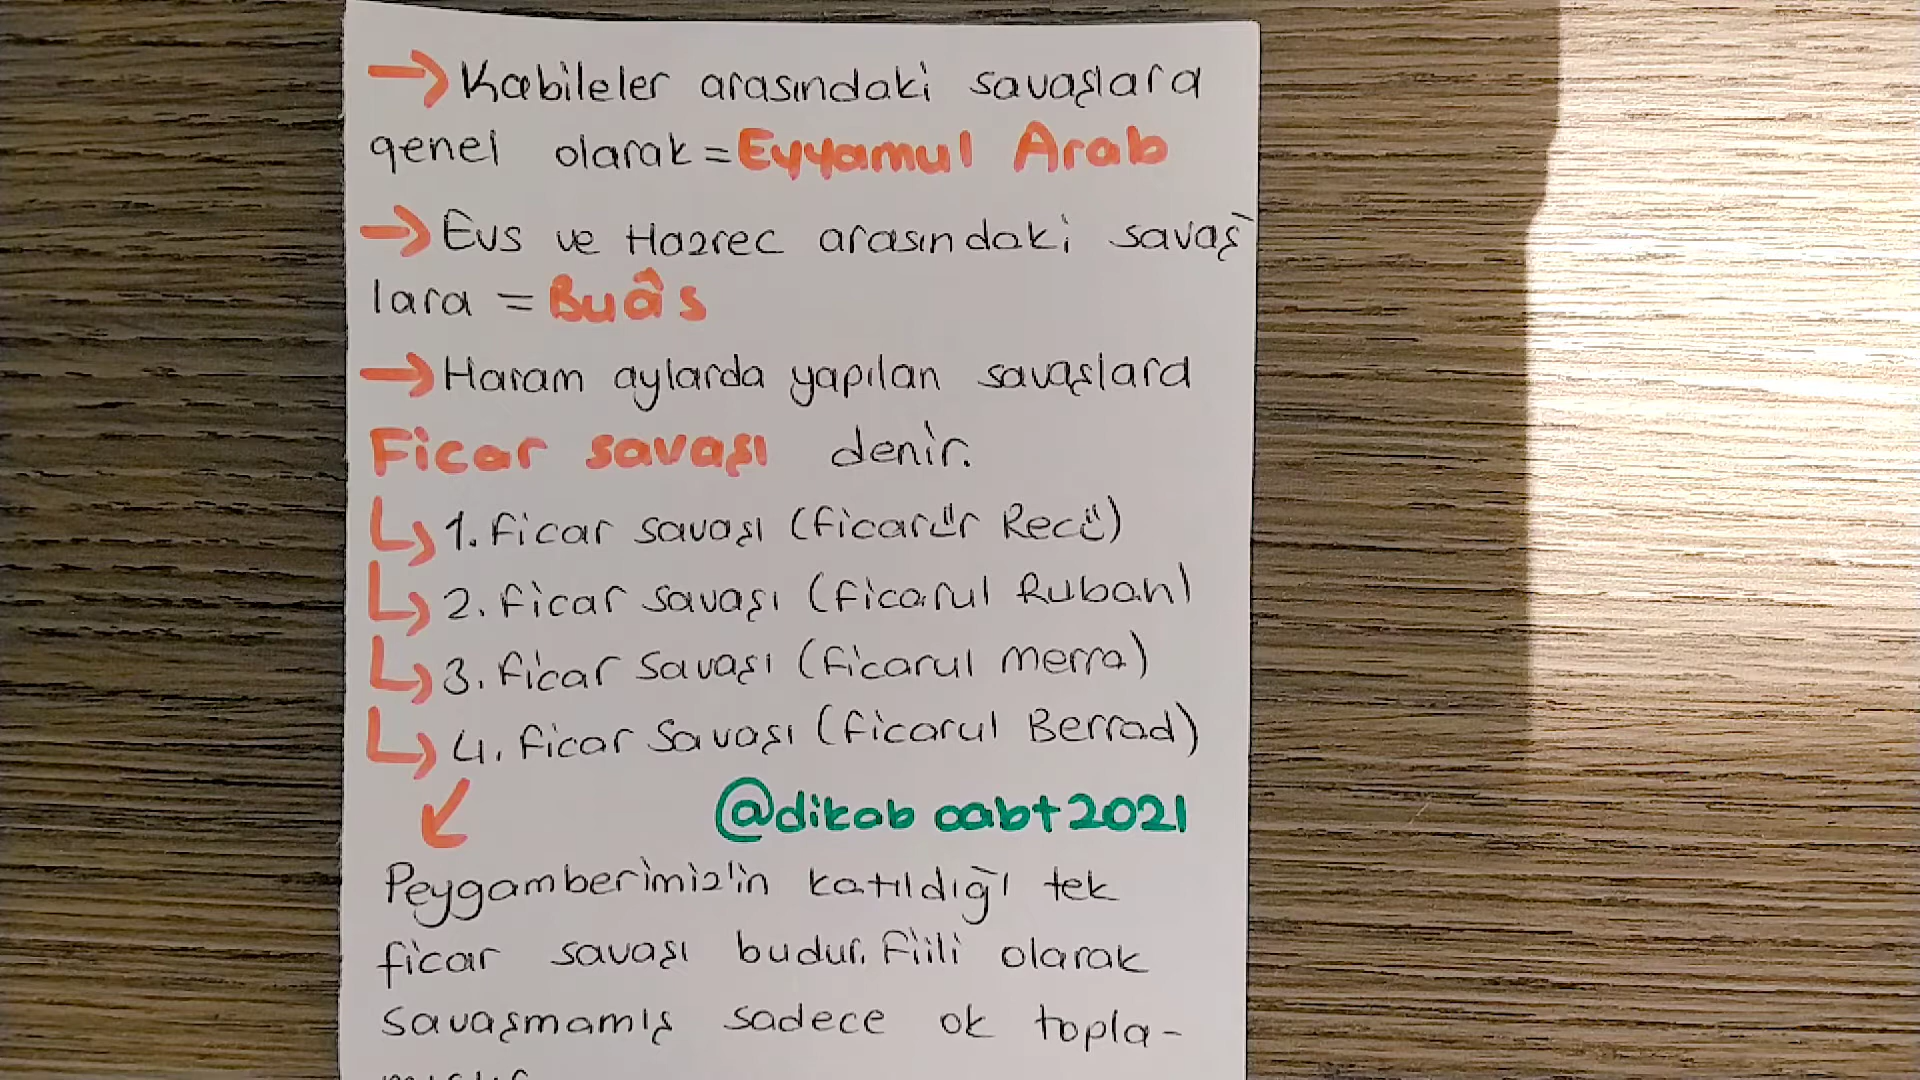 → Kabileler arasındaki savaşlara
genel olarak = Eyyamul Arab
→ Evs ve Hazrec arasındaki savaş
lara = Buâs
→ Haram aylarda yapılan savaşlara
Ficar savaşı denir.
↳ 1. Ficar savaşı (Ficarür Recü)
↳ 2. Ficar savaşı (Ficarul Rubah)
↳ 3. Ficar savaşı (Ficarul merra)
↳ 4. Ficar Savaşı (Ficarul Berrad)
@dikab oabt2021
Peygamberimiz'in katıldığı tek
ficar savaşı budur. Fiili olarak
savaşmamış sadece ok topla-